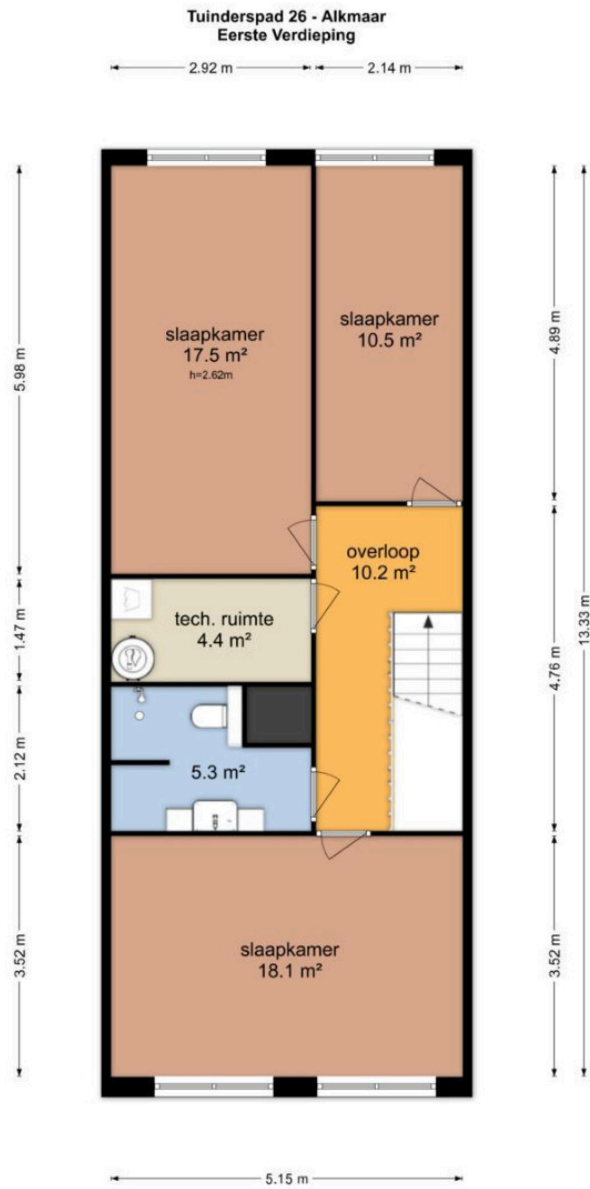 Tuinderspad 26 - Alkmaar
Eerste Verdieping
2.92 m
2.14 m
slaapkamer
17.5 m²
h=2.62m
slaapkamer
10.5 m²
5.98 m
4.89 m
overloop
10.2 m²
tech. ruimte
4.4 m²
1.47 m
13.33 m
4.76 m
2.12 m
5.3 m²
slaapkamer
18.1 m²
3.52 m
3.52 m
5.15 m